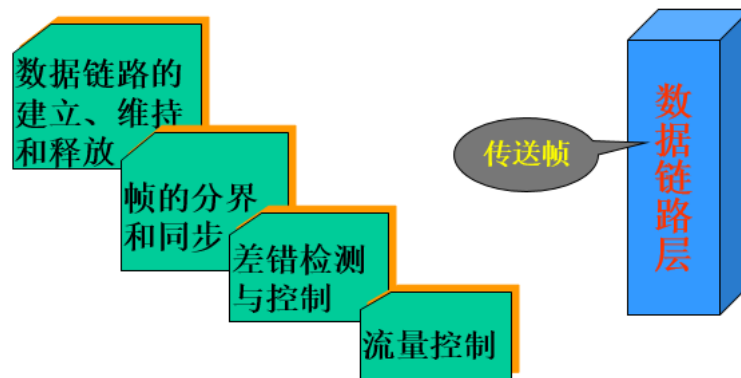 数据链路的
建立、维持
和释放
帧的分界
和同步
差错检测
与控制
流量控制
传送帧
数据链路层